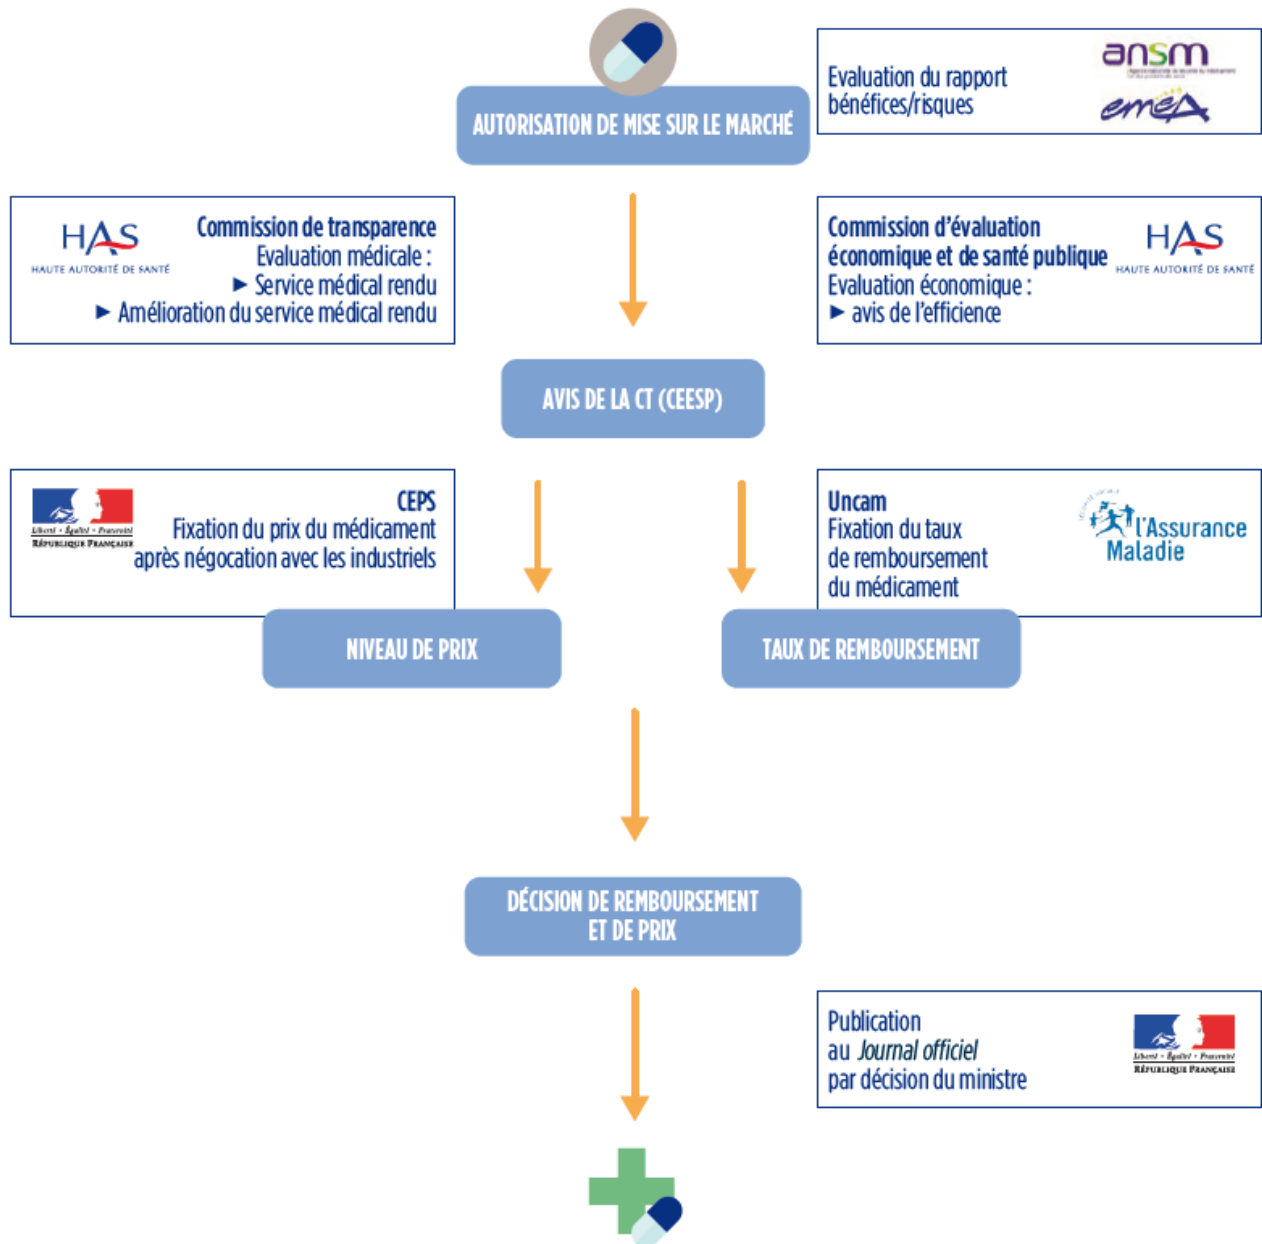 ansm
emeA
Evaluation du rapport
bénéfices/risques
AUTORISATION DE MISE SUR LE MARCHÉ
HAS
HAUTE AUTORITÉ DE SANTÉ
Commission de transparence
Evaluation médicale :
► Service médical rendu
► Amélioration du service médical rendu
Commission d'évaluation
économique et de santé publique
Evaluation économique :
► avis de l'efficience
HAS
HAUTE AUTORITÉ DE SANTÉ
AVIS DE LA CT (CEESP)
Liberté • Égalité • Fraternité
RÉPUBLIQUE FRANÇAISE
CEPS
Fixation du prix du médicament
après négocation avec les industriels
Uncam
Fixation du taux
de remboursement
du médicament
l'Assurance
Maladie
NIVEAU DE PRIX
TAUX DE REMBOURSEMENT
DÉCISION DE REMBOURSEMENT
ET DE PRIX
Publication
au Journal officiel
par décision du ministre
Liberté • Égalité • Fraternité
RÉPUBLIQUE FRANÇAISE